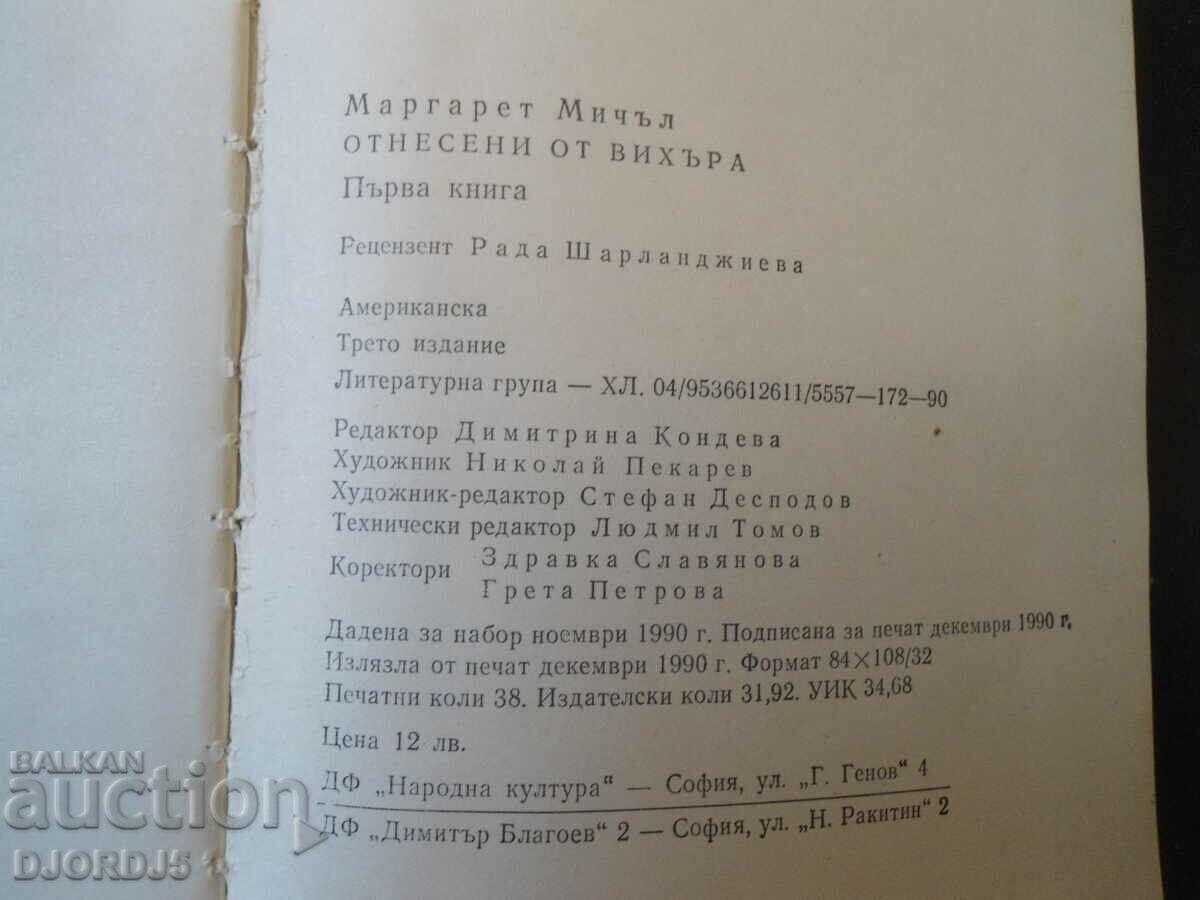 Маргарет Мичъл
ОТНЕСЕНИ ОТ ВИХЪРА
Първа книга
Рецензент Рада Шарланджиева
Американска
Трето издание
Литературна група — ХЛ. 04/9536612611/5557—172—90
Редактор Димитрина Кондева
Художник Николай Пекарев
Художник-редактор Стефан Десподов
Технически редактор Людмил Томов
Коректори Здравка Славянова
Грета Петрова
Дадена за набор ноември 1990 г. Подписана за печат декември 1990 г.
Излязла от печат декември 1990 г. Формат 84×108/32
Печатни коли 38. Издателски коли 31,92. УИК 34,68
Цена 12 лв.
ДФ „Народна култура“ — София, ул. „Г. Генов“ 4
ДФ „Димитър Благоев“ 2 — София, ул. „Н. Ракитин“ 2
BALKAN
auction
DJORDJ5